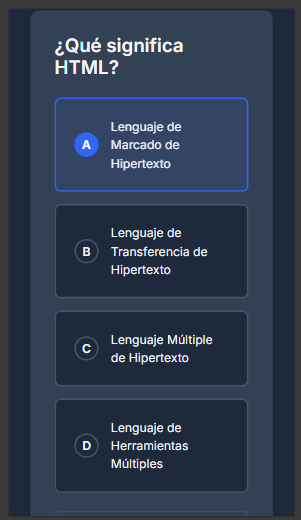 ¿Qué significa
HTML?
A
Lenguaje de
Marcado de
Hipertexto
B
Lenguaje de
Transferencia de
Hipertexto
C
Lenguaje Múltiple
de Hipertexto
D
Lenguaje de
Herramientas
Múltiples